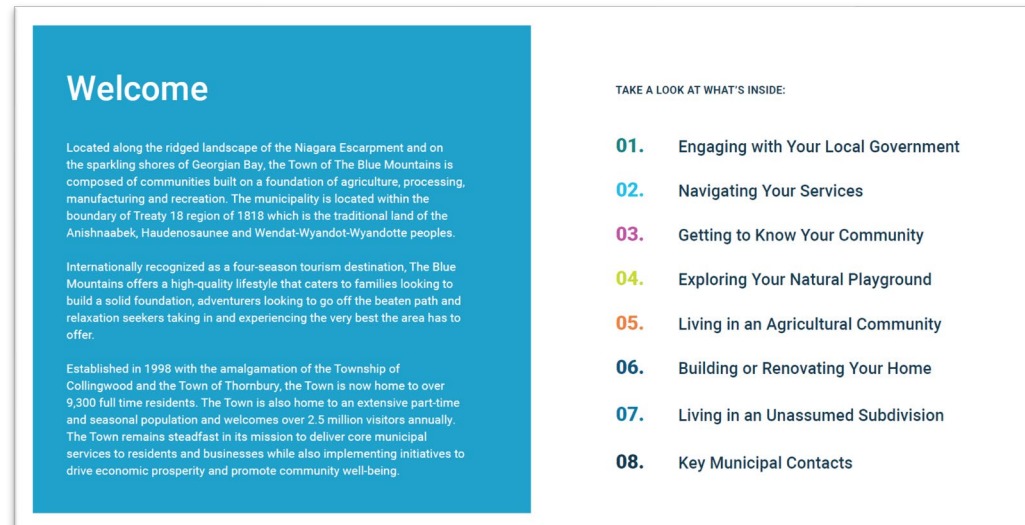 Welcome
Located along the ridged landscape of the Niagara Escarpment and on
the sparkling shores of Georgian Bay, the Town of The Blue Mountains is
composed of communities built on a foundation of agriculture, processing,
manufacturing and recreation. The municipality is located within the
boundary of Treaty 18 region of 1818 which is the traditional land of the
Anishnaabek, Haudenosaunee and Wendat-Wyandot-Wyandotte peoples.
Internationally recognized as a four-season tourism destination, The Blue
Mountains offers a high-quality lifestyle that caters to families looking to
build a solid foundation, adventurers looking to go off the beaten path and
relaxation seekers taking in and experiencing the very best the area has to
offer.
Established in 1998 with the amalgamation of the Township of
Collingwood and the Town of Thornbury, the Town is now home to over
9,300 full time residents. The Town is also home to an extensive part-time
and seasonal population and welcomes over 2.5 million visitors annually.
The Town remains steadfast in its mission to deliver core municipal
services to residents and businesses while also implementing initiatives to
drive economic prosperity and promote community well-being.
TAKE A LOOK AT WHAT'S INSIDE:
01. Engaging with Your Local Government
02. Navigating Your Services
03. Getting to Know Your Community
04. Exploring Your Natural Playground
05. Living in an Agricultural Community
06. Building or Renovating Your Home
07. Living in an Unassumed Subdivision
08. Key Municipal Contacts